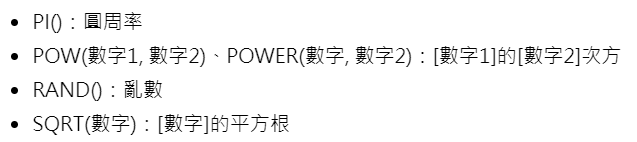 • PI()：圓周率
• POW(數字1, 數字2)、POWER(數字, 數字2)：[數字1]的[數字2]次方
• RAND()：亂數
• SQRT(數字)：[數字]的平方根